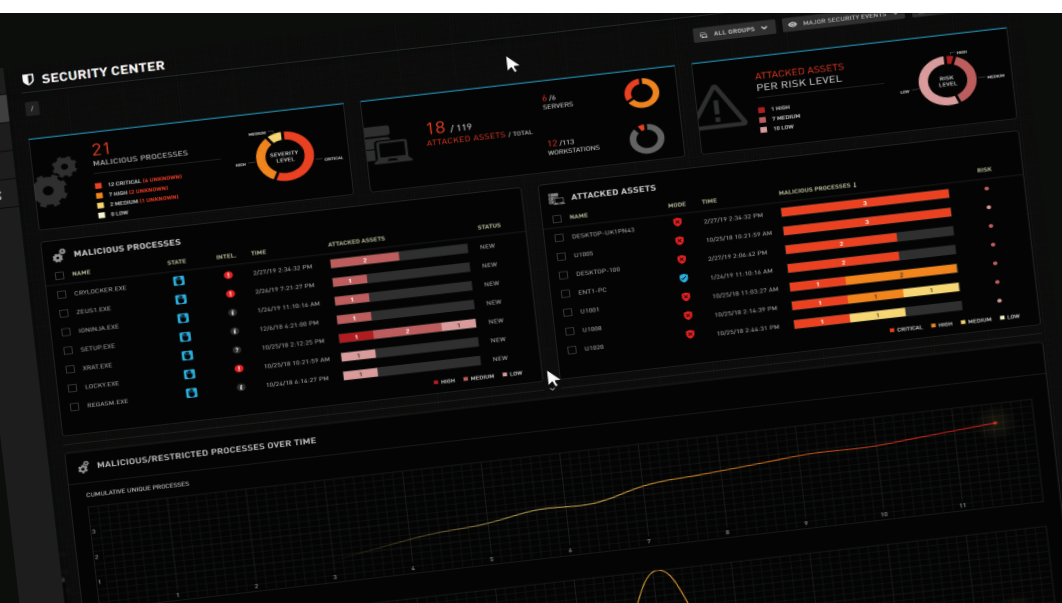 ALL GROUPS
MAJOR SECURITY EVENTS
SECURITY CENTER
/
21
MALICIOUS PROCESSES
12 CRITICAL (4 UNKNOWN)
7 HIGH (2 UNKNOWN)
2 MEDIUM (1 UNKNOWN)
0 LOW
MEDIUM
HIGH
CRITICAL
SEVERITY
LEVEL
18 / 119
ATTACKED ASSETS / TOTAL
6 /6
SERVERS
12 /113
WORKSTATIONS
ATTACKED ASSETS
PER RISK LEVEL
1 HIGH
7 MEDIUM
10 LOW
HIGH
MEDIUM
LOW
RISK
LEVEL
MALICIOUS PROCESSES
NAME STATE INTEL. TIME ATTACKED ASSETS STATUS
CRYLOCKER.EXE 2/27/19 2:34:32 PM 2 NEW
ZEUS1.EXE 2/26/19 7:21:27 PM 1 NEW
IGNINJA.EXE 1/24/19 11:10:16 AM 1 NEW
SETUP.EXE 12/6/18 4:21:00 PM 1 NEW
XRAT.EXE 10/25/18 2:12:25 PM 1 2 1 NEW
LOCKY.EXE 10/25/18 10:21:59 AM 1 NEW
REGASM.EXE 10/24/18 6:14:27 PM 1 NEW
HIGH MEDIUM LOW
ATTACKED ASSETS
NAME MODE TIME MALICIOUS PROCESSES RISK
DESKTOP-UK1PN43 2/27/19 2:34:32 PM 3
U1005 10/25/18 10:21:59 AM 3
DESKTOP-100 2/27/19 2:06:42 PM 2
ENT1-PC 1/24/19 11:10:16 AM 2
U1001 10/25/18 11:03:27 AM 1 2
U1008 10/25/18 2:14:39 PM 1 1 1
U1020 10/25/18 2:44:31 PM 1 1
CRITICAL HIGH MEDIUM LOW
MALICIOUS/RESTRICTED PROCESSES OVER TIME
CUMULATIVE UNIQUE PROCESSES
3
2
1
1 2 3 4 5 6 7 8 9 10 11